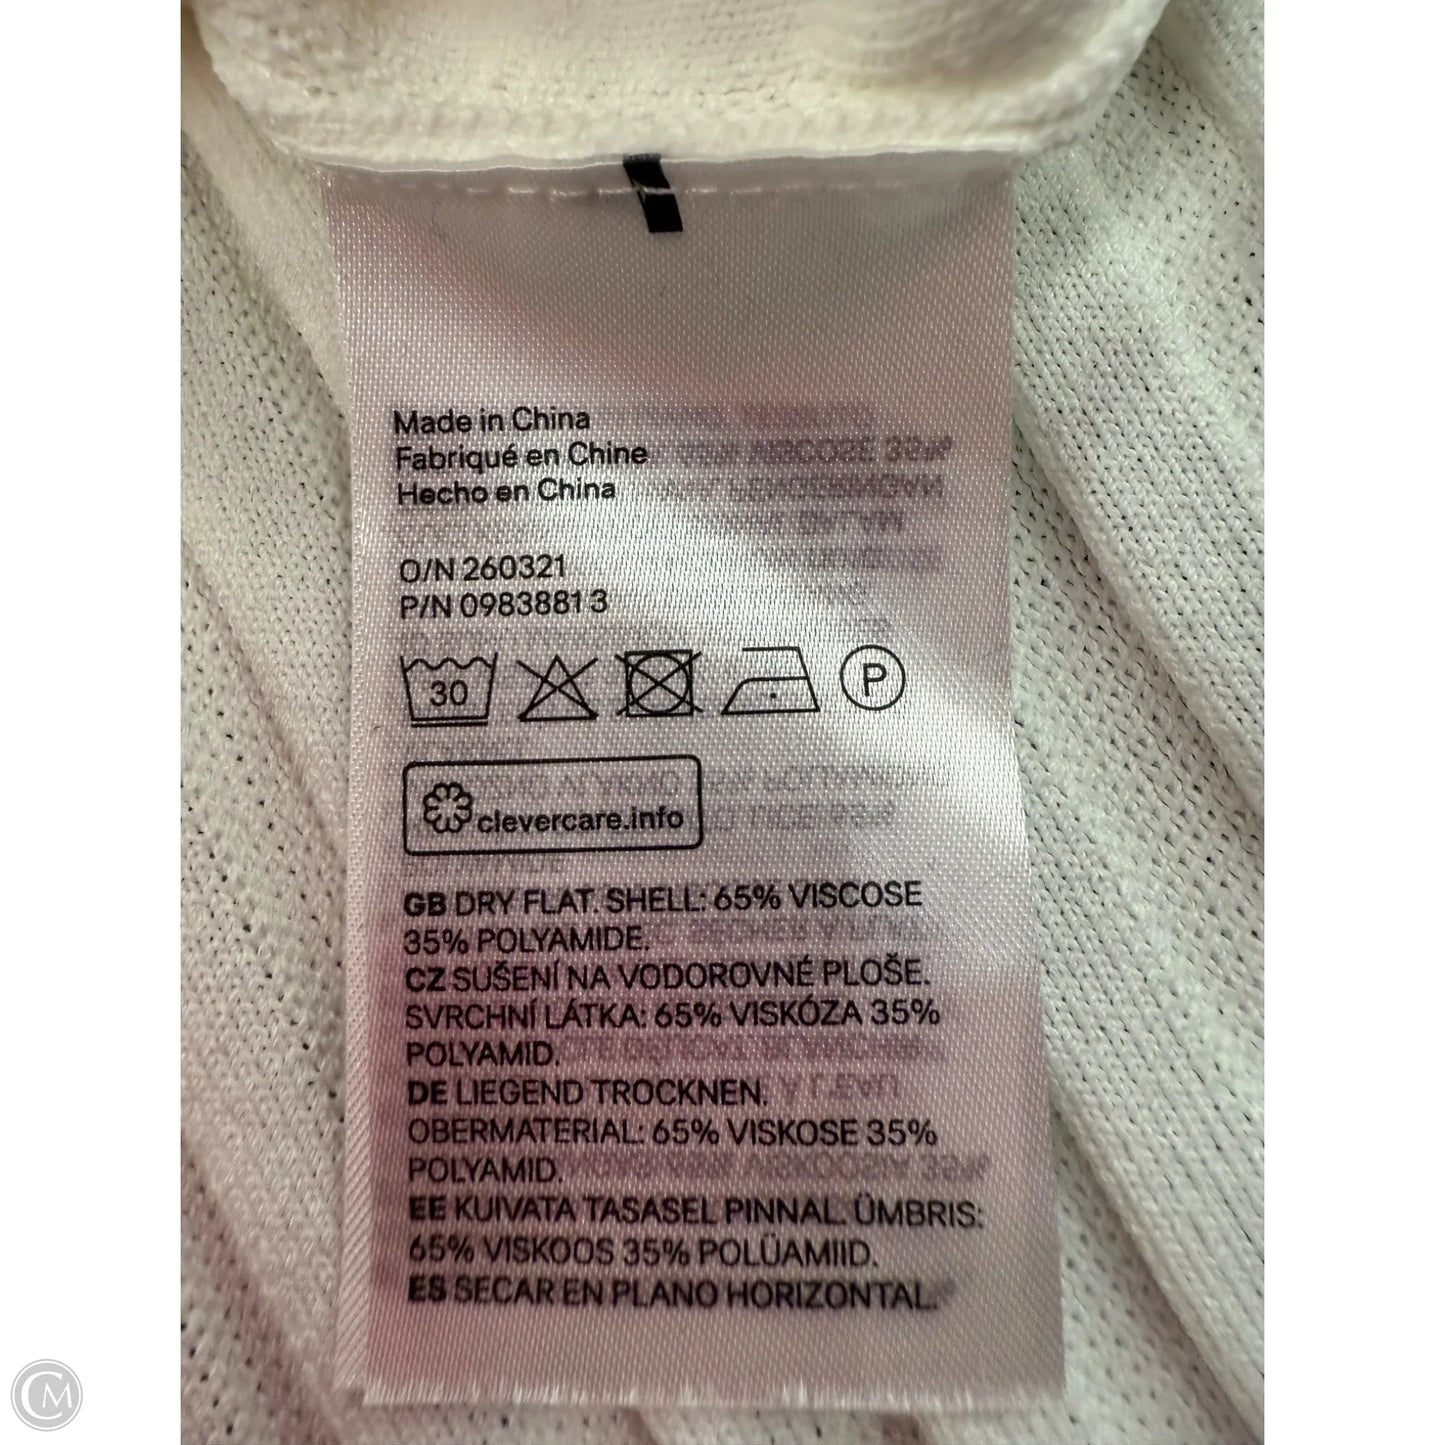 Made in China
Fabriqué en Chine
Hecho en China
O/N 260321
P/N 09838813
30
P
clevercare.info
GB DRY FLAT. SHELL: 65% VISCOSE
35% POLYAMIDE.
CZ SUŠENÍ NA VODOROVNÉ PLOŠE.
SVRCHNÍ LÁTKA: 65% VISKÓZA 35%
POLYAMID.
DE LIEGEND TROCKNEN.
OBERMATERIAL: 65% VISKOSE 35%
POLYAMID.
EE KUIVATA TASASEL PINNAL. ÜMBRIS:
65% VISKOOS 35% POLÜAMIID.
ES SECAR EN PLANO HORIZONTAL.
CM